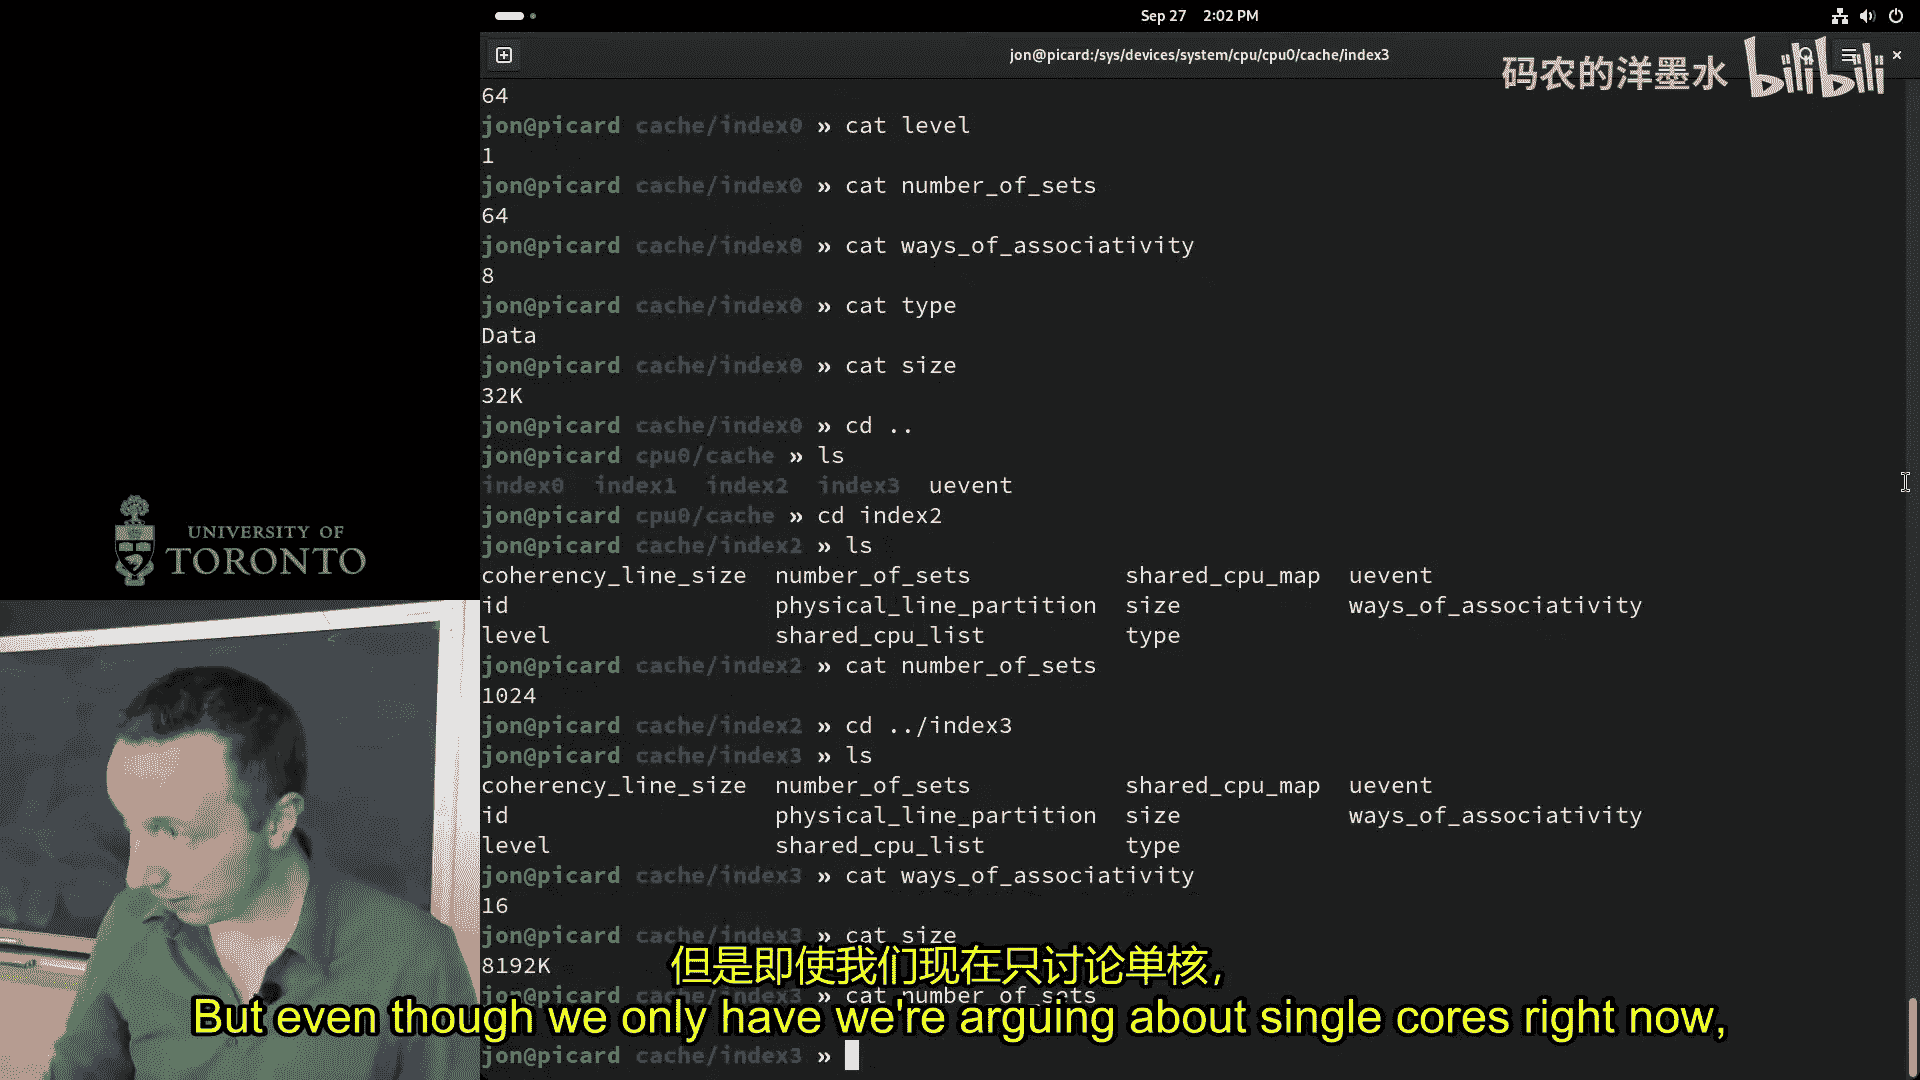 Sep 27 2:02 PM
jon@picard:/sys/devices/system/cpu/cpu0/cache/index3
码农的洋墨水 bilibili
64
jon@picard cache/index0 » cat level
1
jon@picard cache/index0 » cat number_of_sets
64
jon@picard cache/index0 » cat ways_of_associativity
8
jon@picard cache/index0 » cat type
Data
jon@picard cache/index0 » cat size
32K
jon@picard cache/index0 » cd ..
jon@picard cpu0/cache » ls
index0 index1 index2 index3 uevent
jon@picard cpu0/cache » cd index2
jon@picard cache/index2 » ls
coherency_line_size number_of_sets shared_cpu_map uevent
id physical_line_partition size ways_of_associativity
level shared_cpu_list type
jon@picard cache/index2 » cat number_of_sets
1024
jon@picard cache/index2 » cd ../index3
jon@picard cache/index3 » ls
coherency_line_size number_of_sets shared_cpu_map uevent
id physical_line_partition size ways_of_associativity
level shared_cpu_list type
jon@picard cache/index3 » cat ways_of_associativity
16
jon@picard cache/index3 » cat size
8192K
jon@picard cache/index3 » cat number_of_sets
jon@picard cache/index3 »
UNIVERSITY OF
TORONTO
但是即使我们现在只讨论单核，
But even though we only have we're arguing about single cores right now,